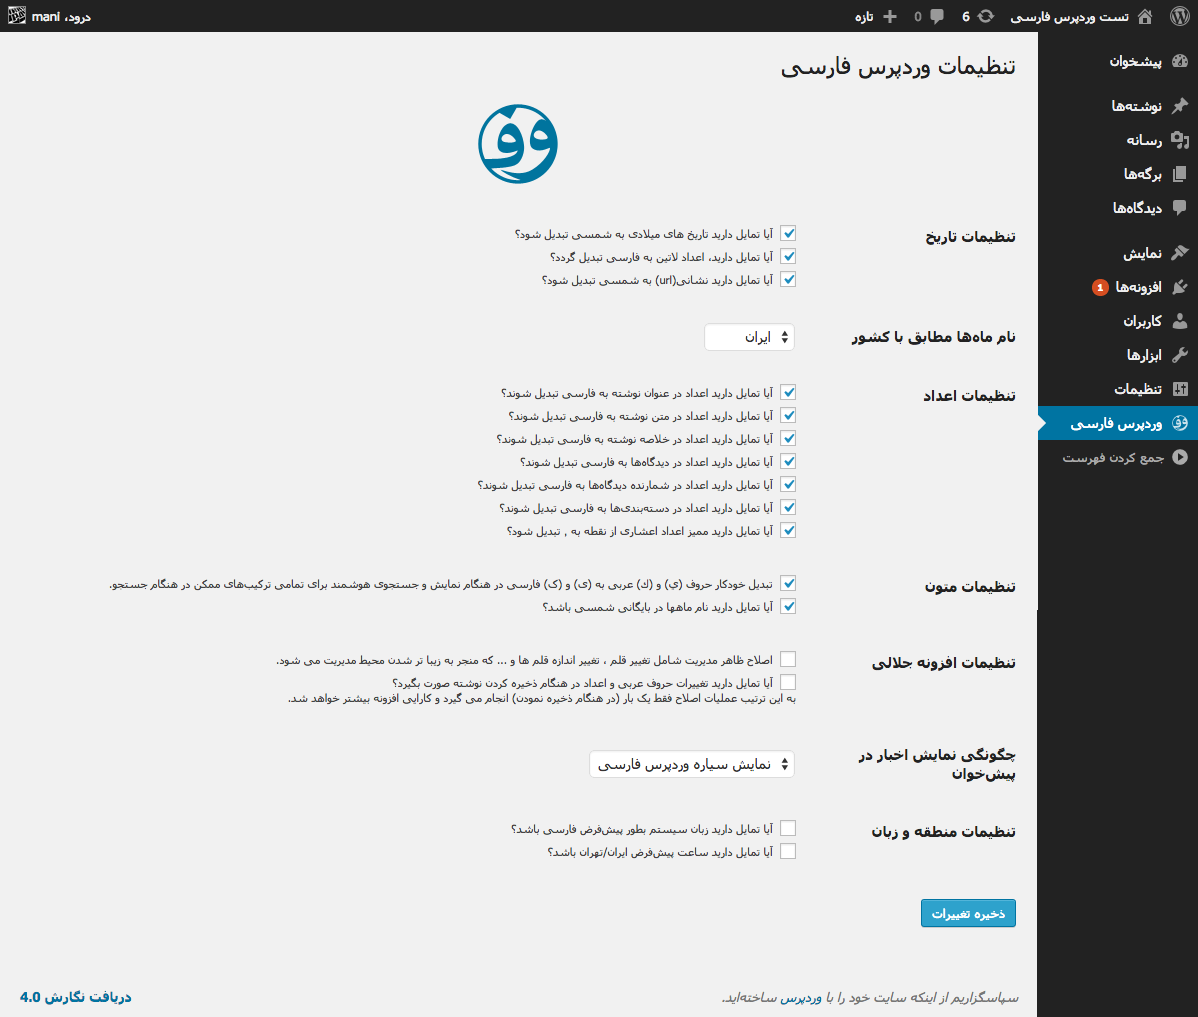 تست وردپرس فارسی
6
0
تازه
درود، mani
پیشخوان
نوشته‌ها
رسانه
برگه‌ها
دیدگاه‌ها
نمایش
افزونه‌ها 1
کاربران
ابزارها
تنظیمات
وردپرس فارسی
جمع کردن فهرست
تنظیمات وردپرس فارسی
تنظیمات تاریخ
آیا تمایل دارید تاریخ های میلادی به شمسی تبدیل شود؟
آیا تمایل دارید، اعداد لاتین به فارسی تبدیل گردد؟
آیا تمایل دارید نشانی(url) به شمسی تبدیل شود؟
نام ماه‌ها مطابق با کشور
ایران
تنظیمات اعداد
آیا تمایل دارید اعداد در عنوان نوشته به فارسی تبدیل شوند؟
آیا تمایل دارید اعداد در متن نوشته به فارسی تبدیل شوند؟
آیا تمایل دارید اعداد در خلاصه نوشته به فارسی تبدیل شوند؟
آیا تمایل دارید اعداد در دیدگاه‌ها به فارسی تبدیل شوند؟
آیا تمایل دارید اعداد در شمارنده دیدگاه‌ها به فارسی تبدیل شوند؟
آیا تمایل دارید اعداد در دسته‌بندی‌ها به فارسی تبدیل شوند؟
آیا تمایل دارید ممیز اعداد اعشاری از نقطه به , تبدیل شود؟
تنظیمات متون
تبدیل خودکار حروف (ي) و (ك) عربی به (ی) و (ک) فارسی در هنگام نمایش و جستجوی هوشمند برای تمامی ترکیب‌های ممکن در هنگام جستجو.
آیا تمایل دارید نام ماهها در بایگانی شمسی باشد؟
تنظیمات افزونه جلالی
اصلاح ظاهر مدیریت شامل تغییر قلم ، تغییر اندازه قلم ها و ... که منجر به زیبا تر شدن محیط مدیریت می شود.
آیا تمایل دارید تغییرات حروف عربی و اعداد در هنگام ذخیره کردن نوشته صورت بگیرد؟
به این ترتیب عملیات اصلاح فقط یک بار (در هنگام ذخیره نمودن) انجام می گیرد و کارایی افزونه بیشتر خواهد شد.
چگونگی نمایش اخبار در
پیش‌خوان
نمایش سیاره وردپرس فارسی
تنظیمات منطقه و زبان
آیا تمایل دارید زبان سیستم بطور پیش‌فرض فارسی باشد؟
آیا تمایل دارید ساعت پیش‌فرض ایران/تهران باشد؟
ذخیره تغییرات
سپاسگزاریم از اینکه سایت خود را با وردپرس ساخته‌اید.
دریافت نگارش 4.0